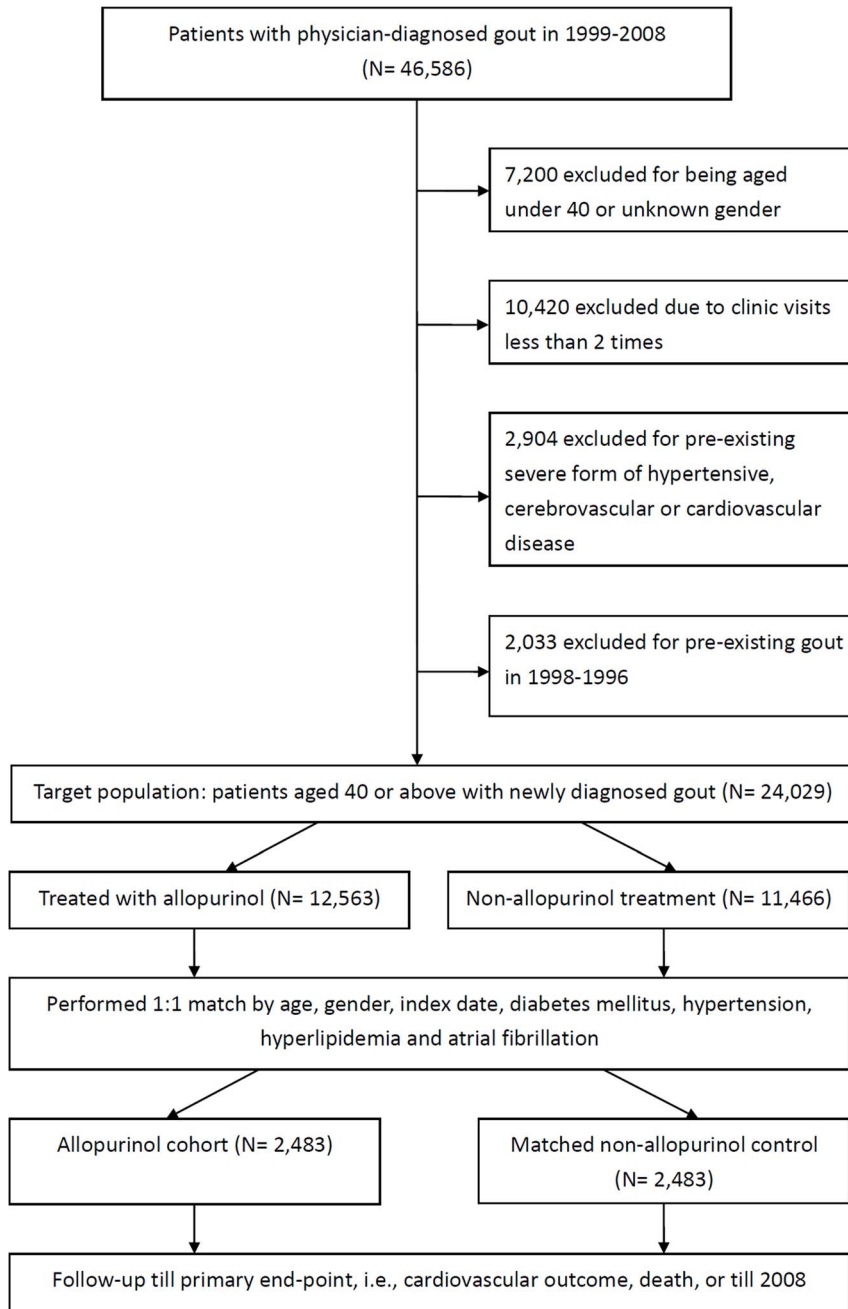 Patients with physician-diagnosed gout in 1999-2008
(N= 46,586)
7,200 excluded for being aged
under 40 or unknown gender
10,420 excluded due to clinic visits
less than 2 times
2,904 excluded for pre-existing
severe form of hypertensive,
cerebrovascular or cardiovascular
disease
2,033 excluded for pre-existing gout
in 1998-1996
Target population: patients aged 40 or above with newly diagnosed gout (N= 24,029)
Treated with allopurinol (N= 12,563)
Non-allopurinol treatment (N= 11,466)
Performed 1:1 match by age, gender, index date, diabetes mellitus, hypertension,
hyperlipidemia and atrial fibrillation
Allopurinol cohort (N= 2,483)
Matched non-allopurinol control
(N= 2,483)
Follow-up till primary end-point, i.e., cardiovascular outcome, death, or till 2008